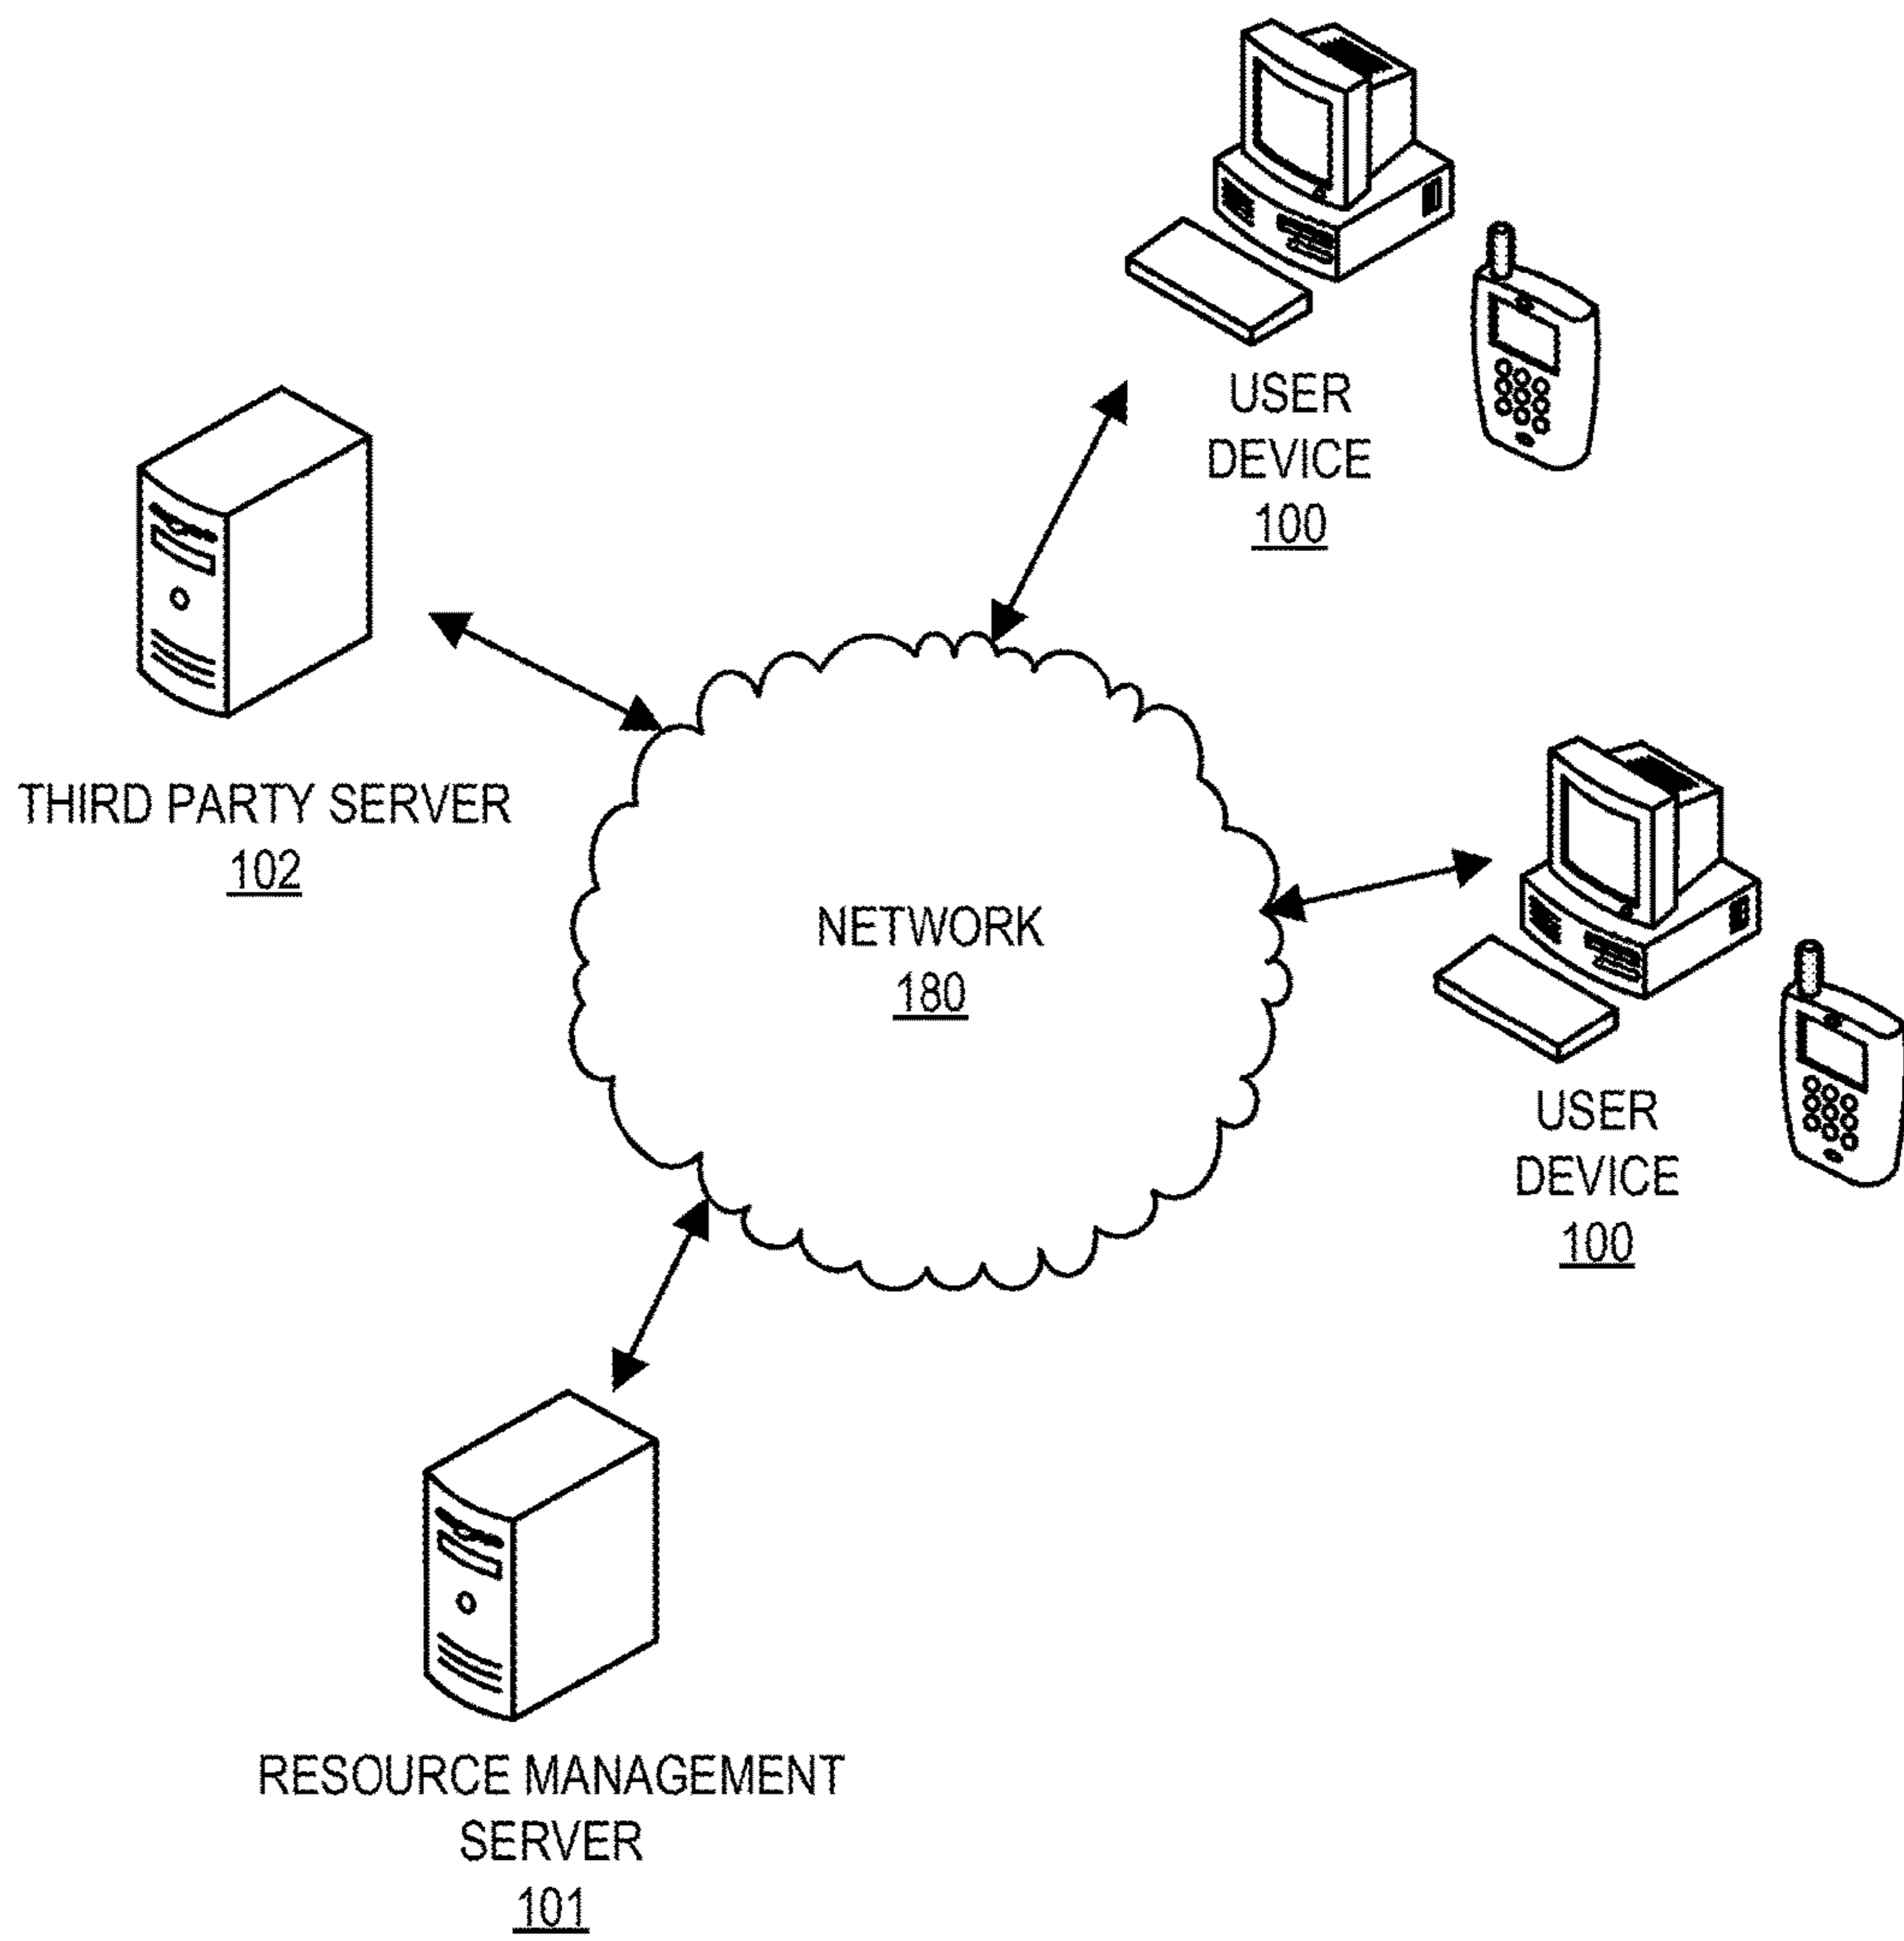 USER
DEVICE
100
THIRD PARTY SERVER
102
NETWORK
180
USER
DEVICE
100
RESOURCE MANAGEMENT
SERVER
101